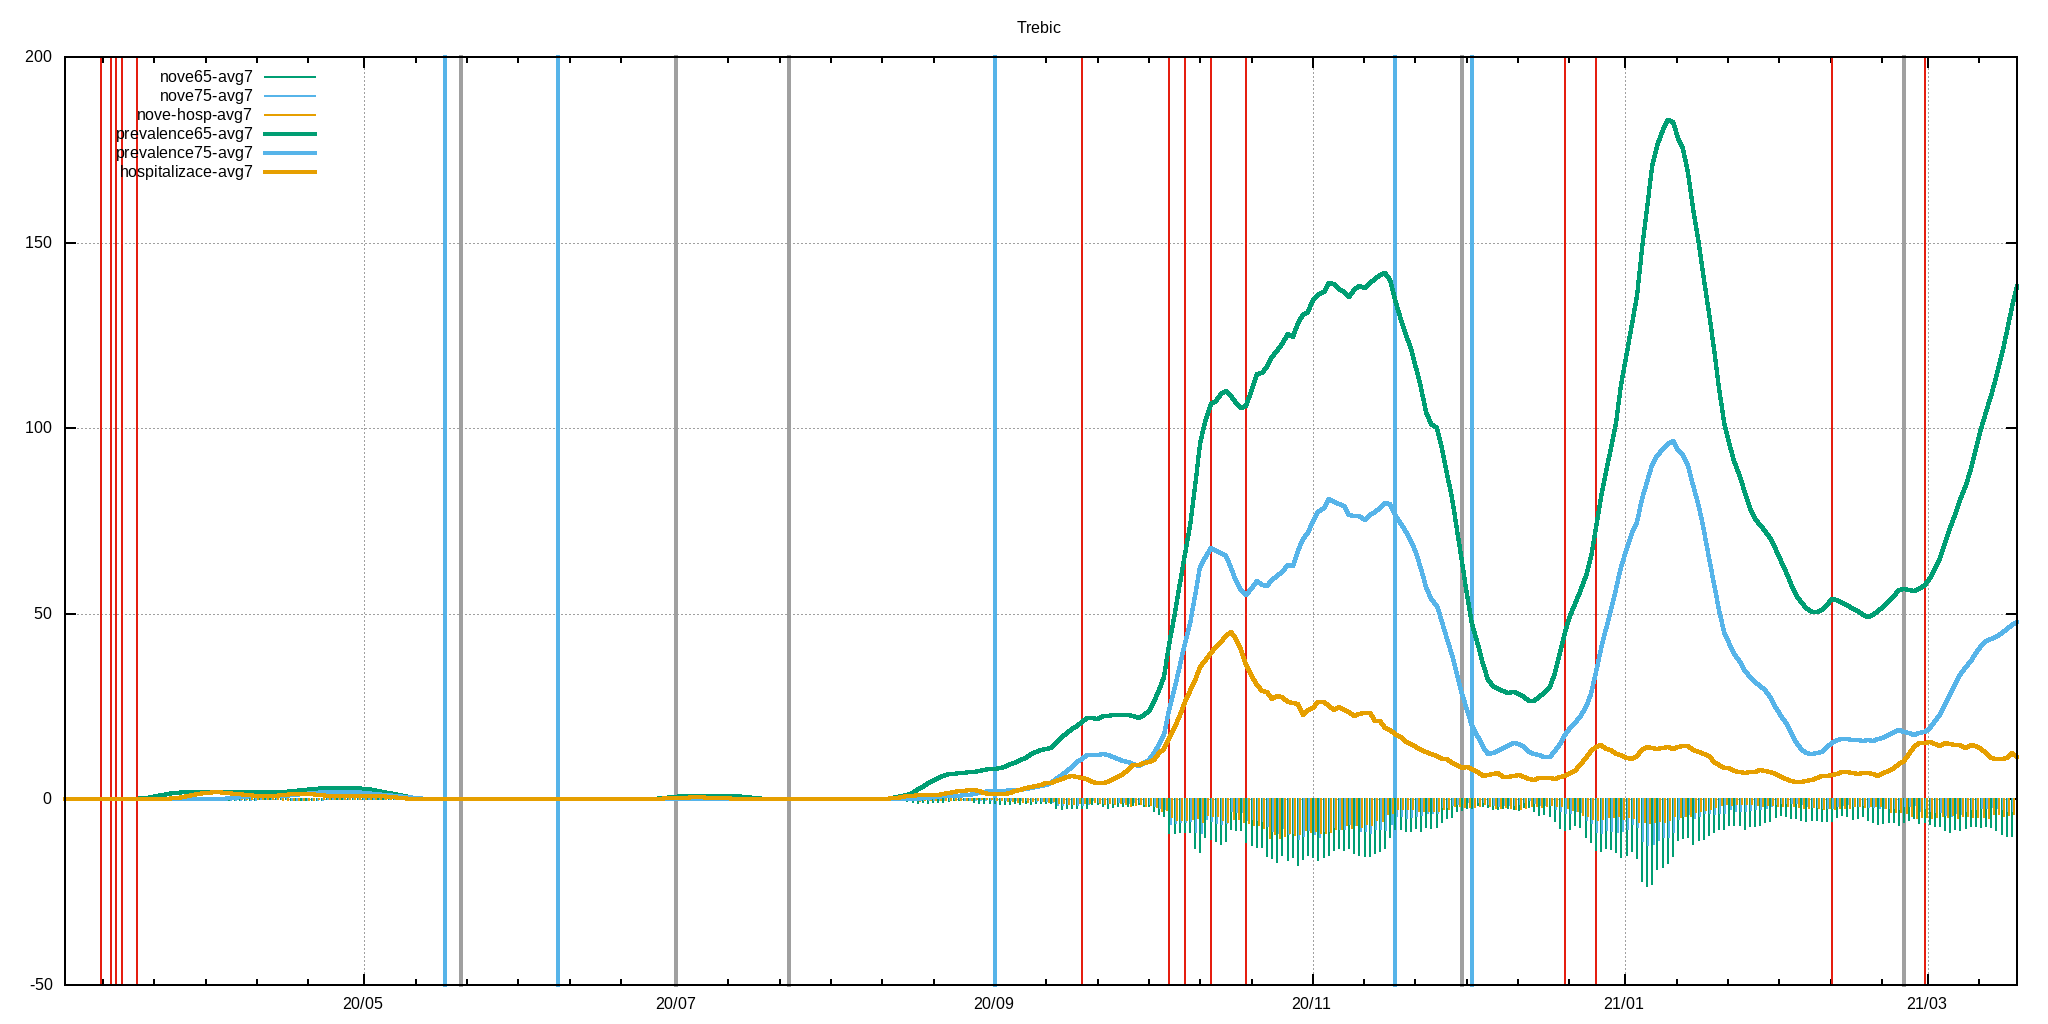 Trebic
200
nove65-avg7
nove75-avg7
nove-hosp-avg7
prevalence65-avg7
prevalence75-avg7
hospitalizace-avg7
150
100
50
0
-50
20/05
20/07
20/09
20/11
21/01
21/03